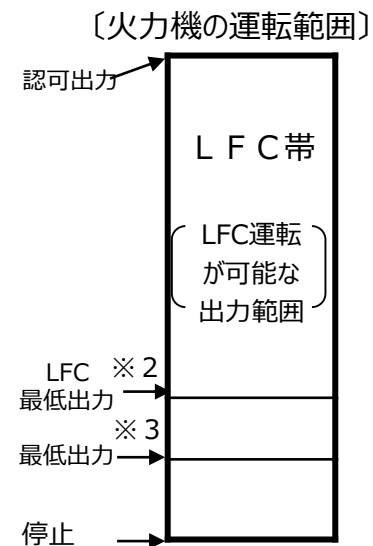 〔火力機の運転範囲〕
認可出力
ＬＦＣ帯
LFC運転
が可能な
出力範囲
LFC ※２
最低出力
※３
最低出力
停止